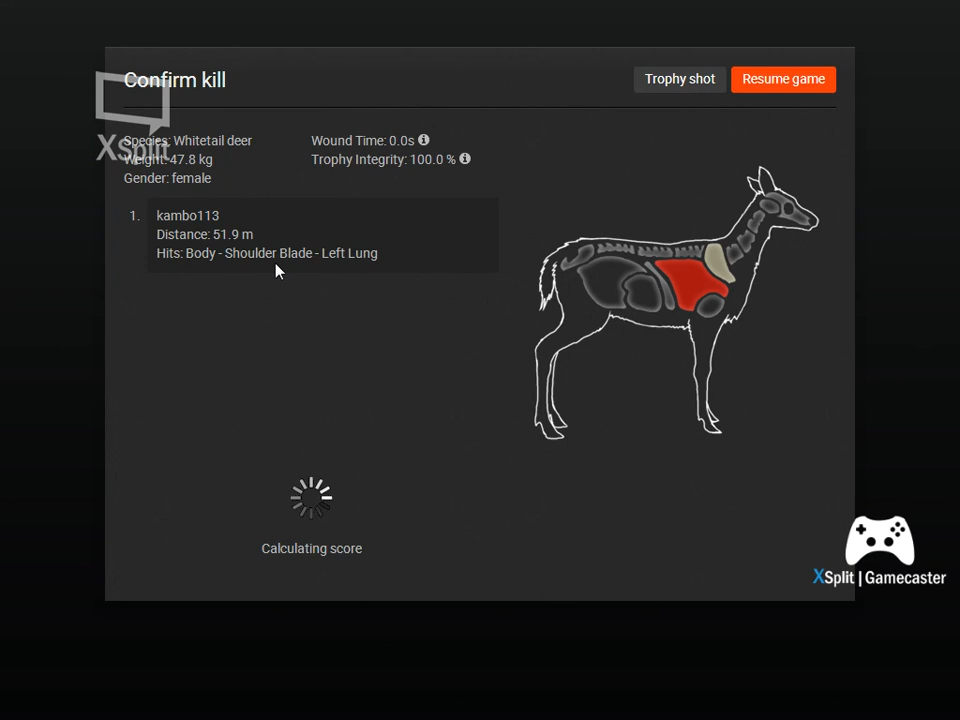 Confirm kill
Trophy shot
Resume game
XSplit
Species: Whitetail deer
Weight: 47.8 kg
Gender: female
Wound Time: 0.0s
Trophy Integrity: 100.0 %
1. kambo113
Distance: 51.9 m
Hits: Body - Shoulder Blade - Left Lung
Calculating score
XSplit | Gamecaster